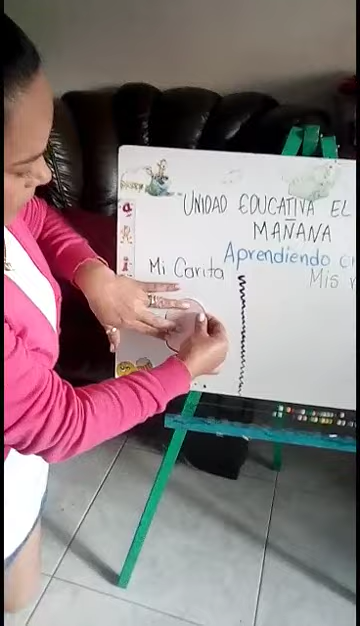 UNIDAD EDUCATIVA EL
MAÑANA
Aprendiendo
Mi Carita
Mis